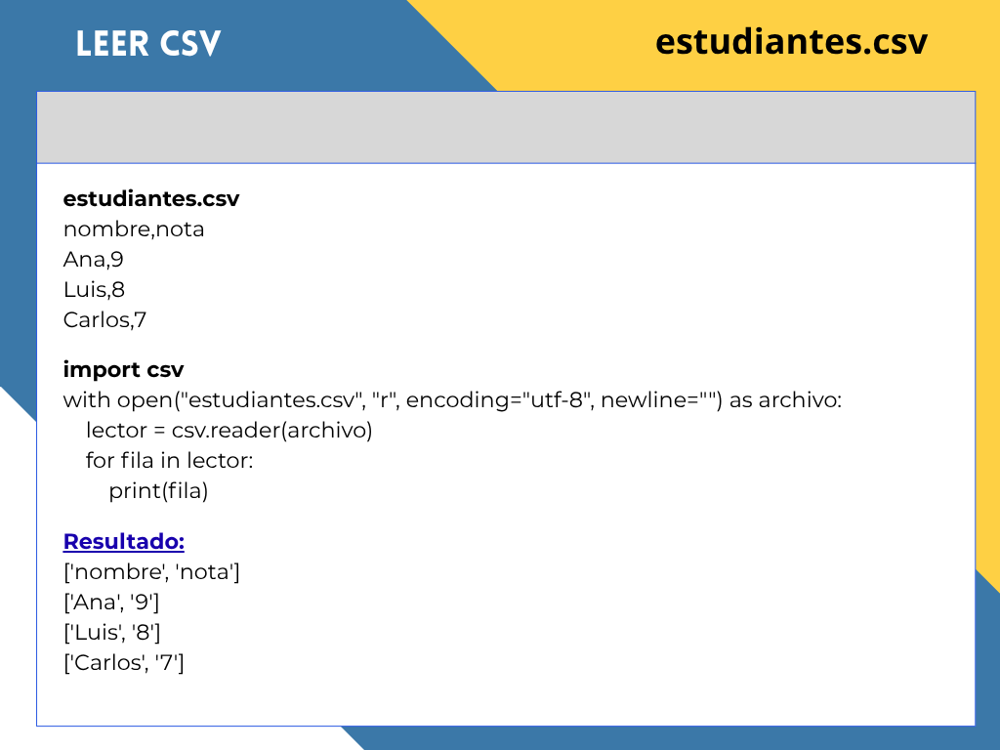 LEER CSV
estudiantes.csv
estudiantes.csv
nombre,nota
Ana,9
Luis,8
Carlos,7
import csv
with open("estudiantes.csv", "r", encoding="utf-8", newline="") as archivo:
    lector = csv.reader(archivo)
    for fila in lector:
        print(fila)
Resultado:
['nombre', 'nota']
['Ana', '9']
['Luis', '8']
['Carlos', '7']